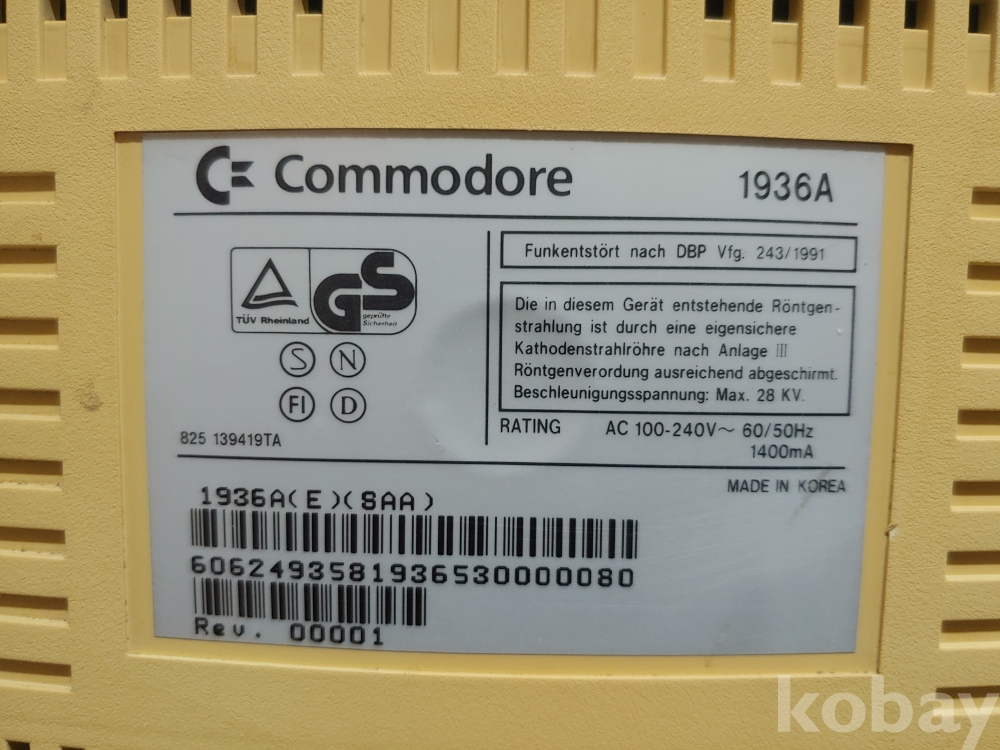 Commodore
1936A
Funkentstört nach DBP Vfg. 243/1991
TÜV Rheinland
GS
geprüfte
Sicherheit
S N
FI D
825 139419TA
Die in diesem Gerät entstehende Röntgen-
strahlung ist durch eine eigensichere
Kathodenstrahlröhre nach Anlage III
Röntgenverordung ausreichend abgeschirmt.
Beschleunigungsspannung: Max. 28 KV.
RATING AC 100-240V~ 60/50Hz
1400mA
MADE IN KOREA
1936A(E)(8AA)
6062493581936530000080
Rev. 00001
kobay